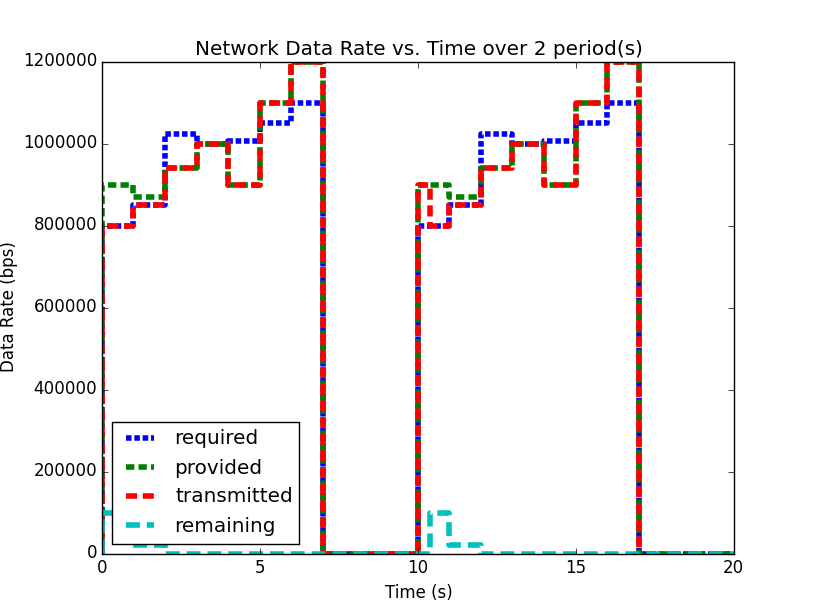 Network Data Rate vs. Time over 2 period(s)
1200000
1000000
800000
600000
400000
200000
0
Data Rate (bps)
required
provided
transmitted
remaining
0 5 10 15 20
Time (s)